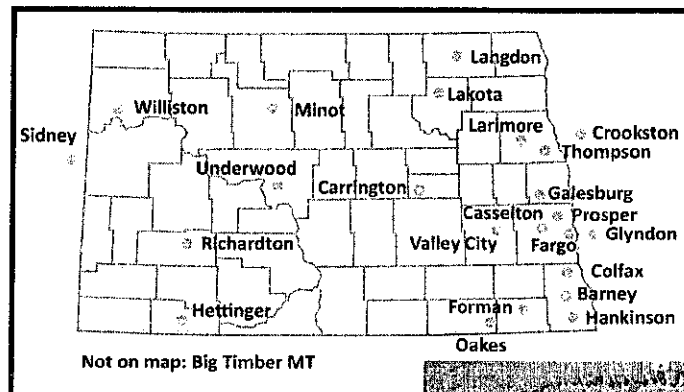 Langdon
Lakota
Williston
Minot
Larimore
Crookston
Sidney
Thompson
Underwood
Carrington
Galesburg
Casselton
Prosper
Richardton
Valley City
Fargo
Glyndon
Colfax
Hettinger
Forman
Barney
Hankinson
Oakes
Not on map: Big Timber MT